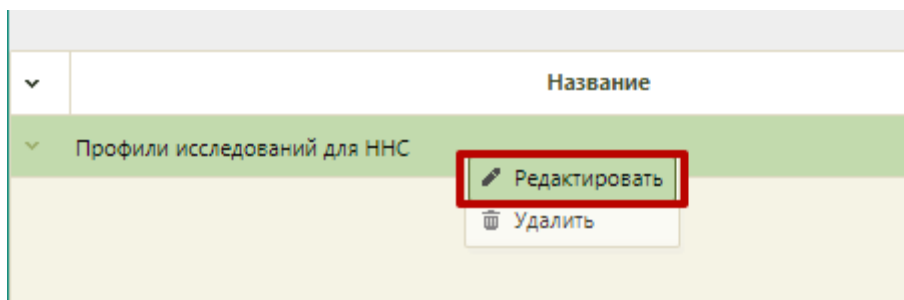 Название
Профили исследований для ННС
Редактировать
Удалить